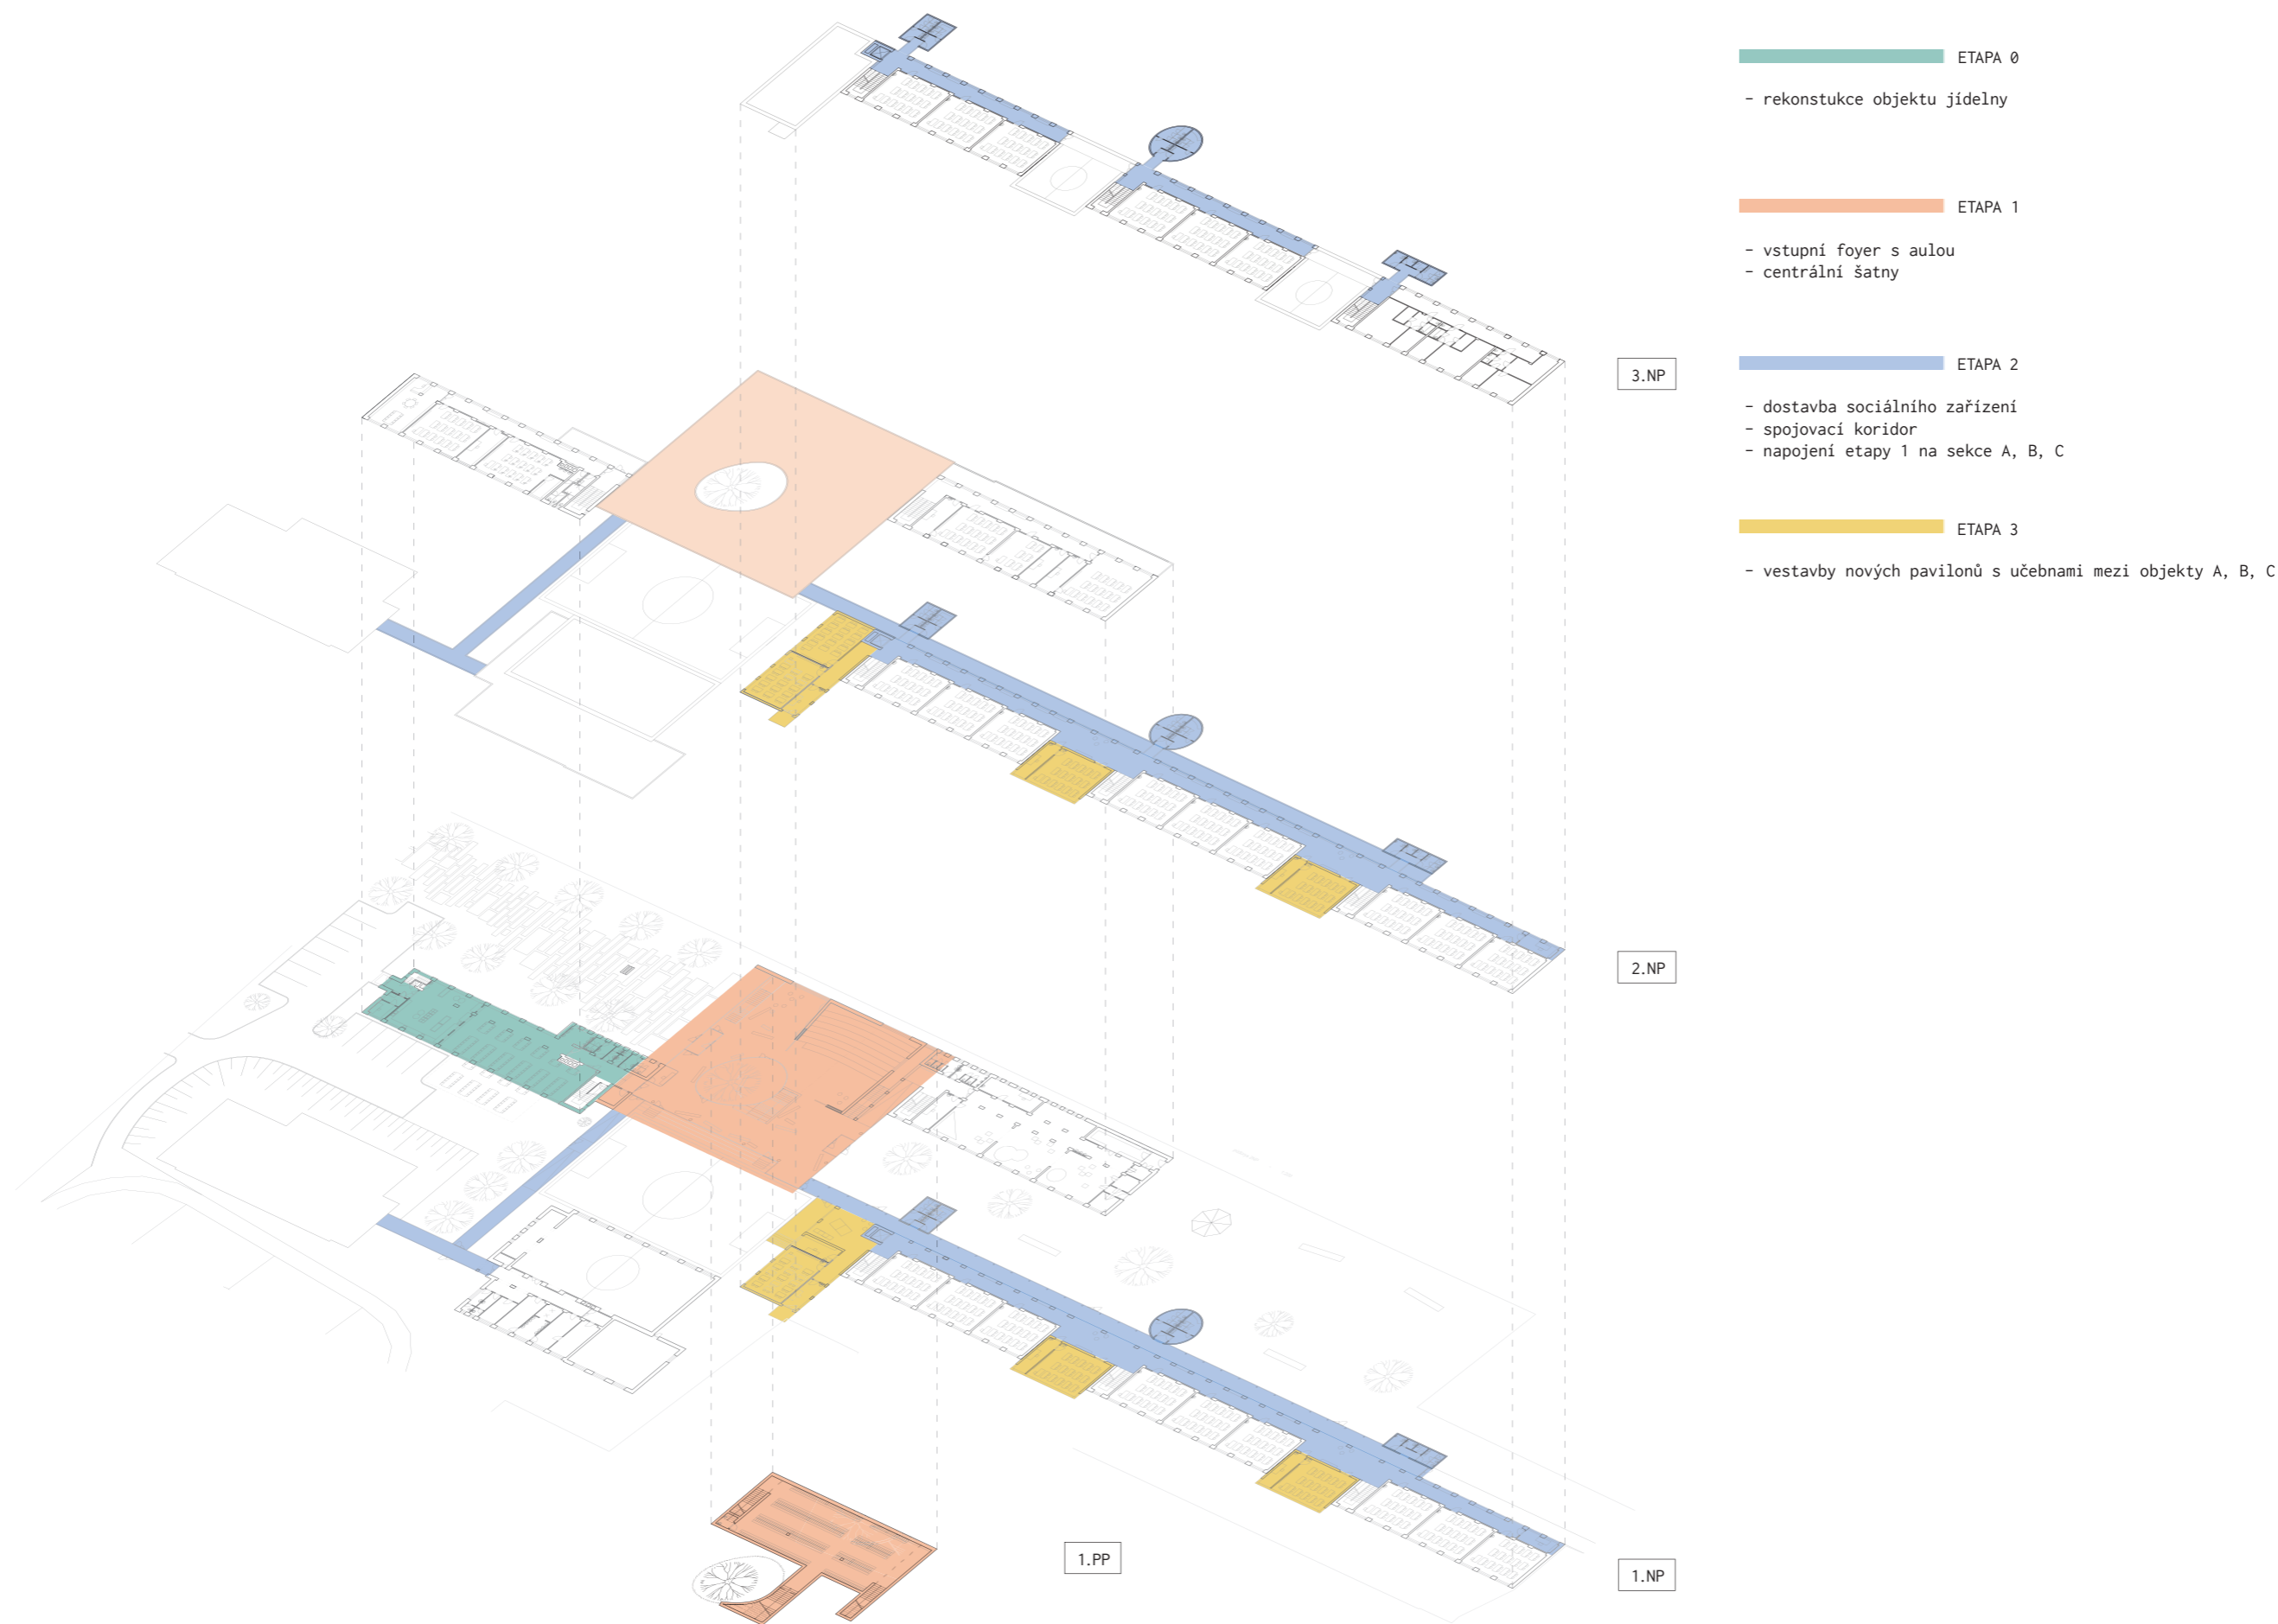 ETAPA 0
- rekonstukce objektu jídelny
ETAPA 1
- vstupní foyer s aulou
- centrální šatny
ETAPA 2
- dostavba sociálního zařízení
- spojovací koridor
- napojení etapy 1 na sekce A, B, C
ETAPA 3
- vestavby nových pavilonů s učebnami mezi objekty A, B, C
3.NP
2.NP
1.PP
1.NP